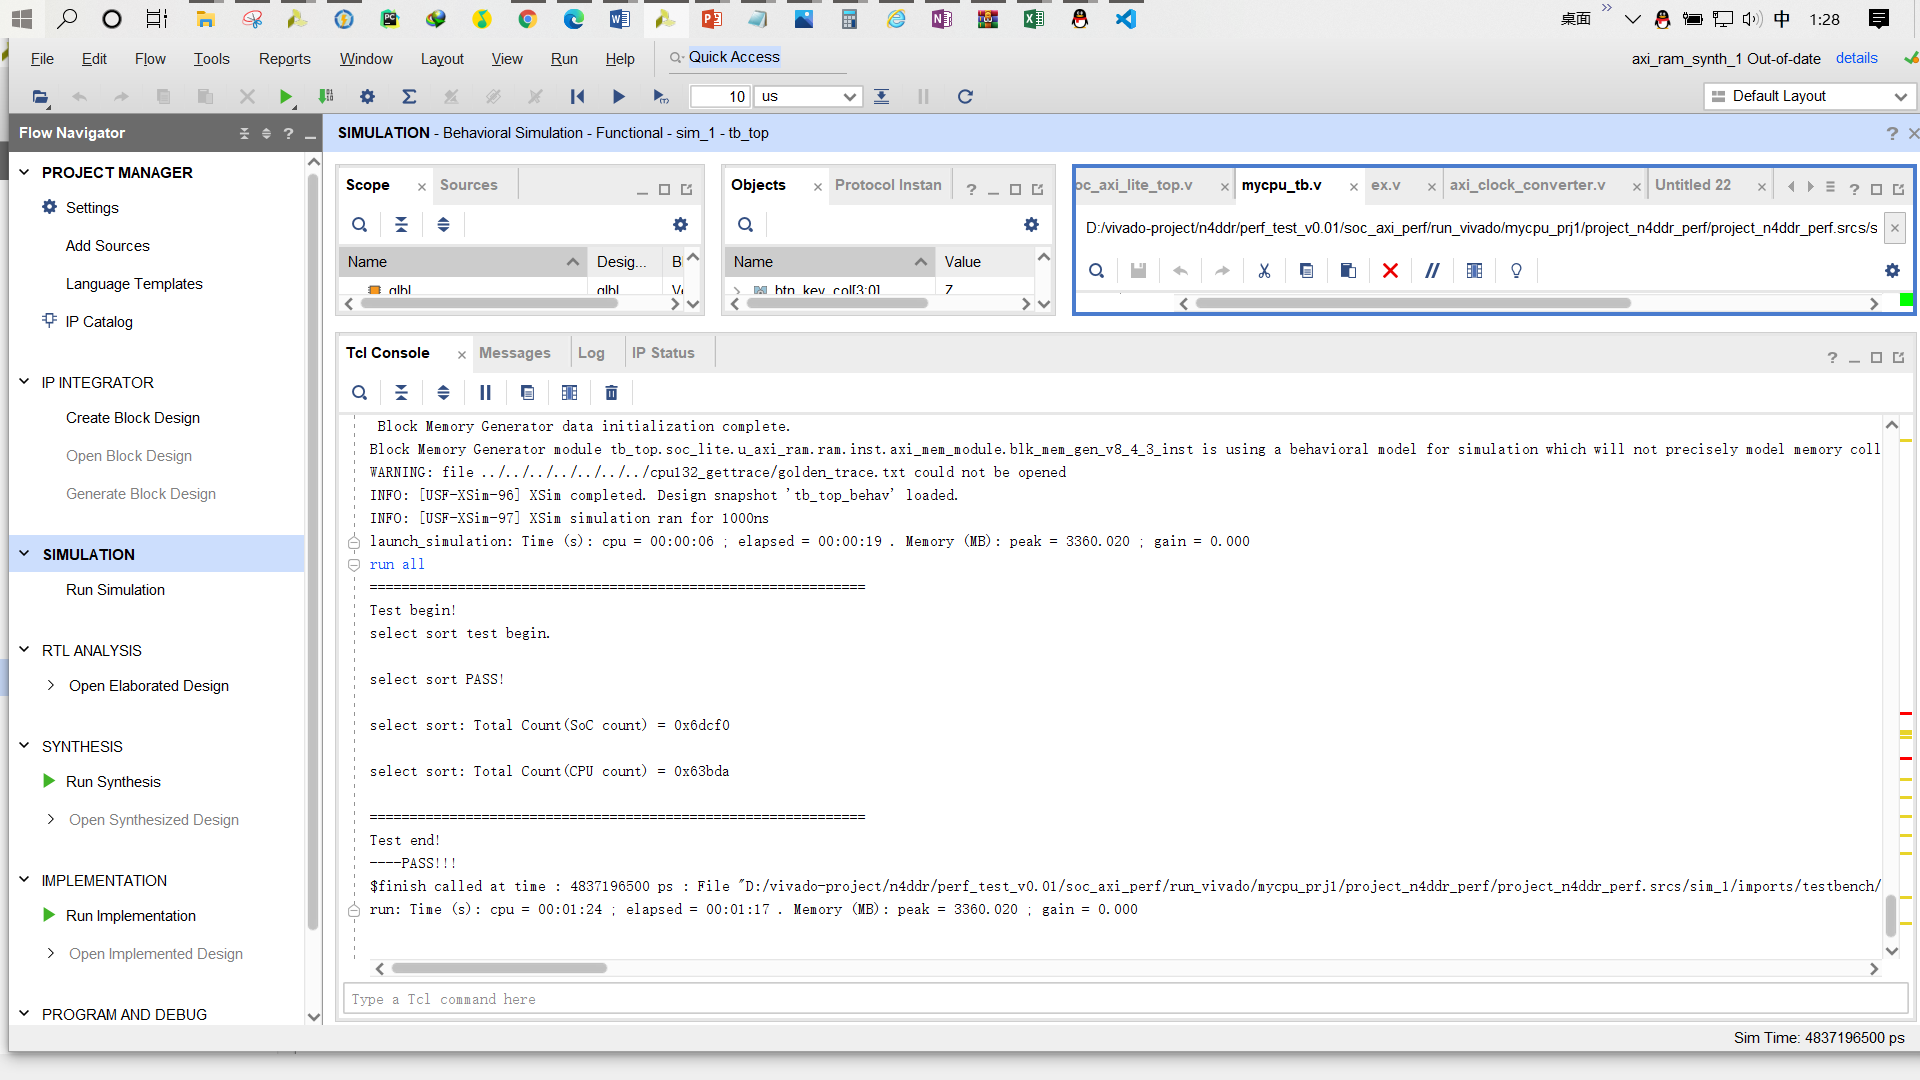 桌面
中
1:28
File Edit Flow Tools Reports Window Layout View Run Help
Quick Access
axi_ram_synth_1 Out-of-date details
10 us
Default Layout
Flow Navigator
PROJECT MANAGER
Settings
Add Sources
Language Templates
IP Catalog
IP INTEGRATOR
Create Block Design
Open Block Design
Generate Block Design
SIMULATION
Run Simulation
RTL ANALYSIS
Open Elaborated Design
SYNTHESIS
Run Synthesis
Open Synthesized Design
IMPLEMENTATION
Run Implementation
Open Implemented Design
PROGRAM AND DEBUG
SIMULATION - Behavioral Simulation - Functional - sim_1 - tb_top
Scope Sources
Name Desig...
glbl glbl
Objects Protocol Instan
Name Value
btn_key_col[3:0] Z
oc_axi_lite_top.v mycpu_tb.v ex.v axi_clock_converter.v Untitled 22
D:/vivado-project/n4ddr/perf_test_v0.01/soc_axi_perf/run_vivado/mycpu_prj1/project_n4ddr_perf/project_n4ddr_perf.srcs/s
Tcl Console Messages Log IP Status
Block Memory Generator data initialization complete.
Block Memory Generator module tb_top.soc_lite.u_axi_ram.ram.inst.axi_mem_module.blk_mem_gen_v8_4_3_inst is using a behavioral model for simulation which will not precisely model memory coll
WARNING: file ../../../../../../../cpu132_gettrace/golden_trace.txt could not be opened
INFO: [USF-XSim-96] XSim completed. Design snapshot 'tb_top_behav' loaded.
INFO: [USF-XSim-97] XSim simulation ran for 1000ns
launch_simulation: Time (s): cpu = 00:00:06 ; elapsed = 00:00:19 . Memory (MB): peak = 3360.020 ; gain = 0.000
run all
==============================================================
Test begin!
select sort test begin.
select sort PASS!
select sort: Total Count(SoC count) = 0x6dcf0
select sort: Total Count(CPU count) = 0x63bda
==============================================================
Test end!
----PASS!!!
$finish called at time : 4837196500 ps : File "D:/vivado-project/n4ddr/perf_test_v0.01/soc_axi_perf/run_vivado/mycpu_prj1/project_n4ddr_perf/project_n4ddr_perf.srcs/sim_1/imports/testbench/
run: Time (s): cpu = 00:01:24 ; elapsed = 00:01:17 . Memory (MB): peak = 3360.020 ; gain = 0.000
Type a Tcl command here
Sim Time: 4837196500 ps